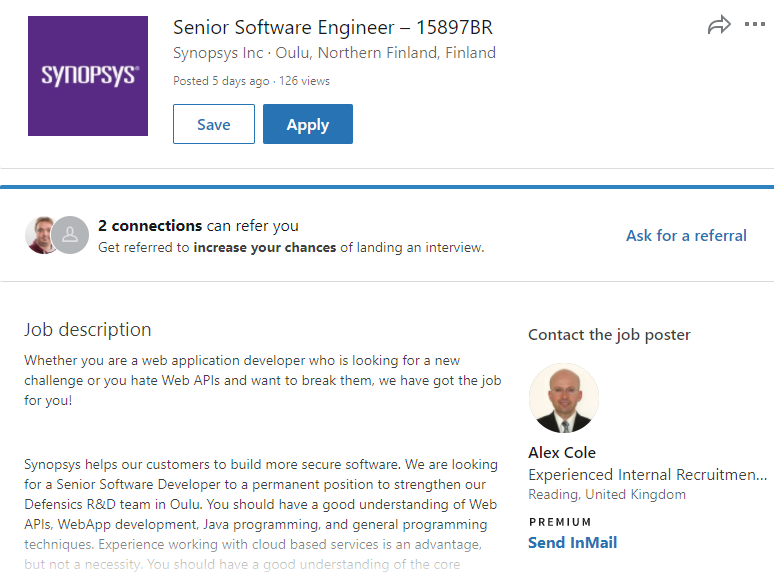 SYNOPSYS®
Senior Software Engineer – 15897BR
Synopsys Inc · Oulu, Northern Finland, Finland
Posted 5 days ago · 126 views
Save
Apply
2 connections can refer you
Get referred to increase your chances of landing an interview.
Ask for a referral
Job description
Whether you are a web application developer who is looking for a new
challenge or you hate Web APIs and want to break them, we have got the job
for you!
Synopsys helps our customers to build more secure software. We are looking
for a Senior Software Developer to a permanent position to strengthen our
Defensics R&D team in Oulu. You should have a good understanding of Web
APIs, WebApp development, Java programming, and general programming
techniques. Experience working with cloud based services is an advantage,
but not a necessity. You should have a good understanding of the core
Contact the job poster
Alex Cole
Experienced Internal Recruitmen...
Reading, United Kingdom
PREMIUM
Send InMail